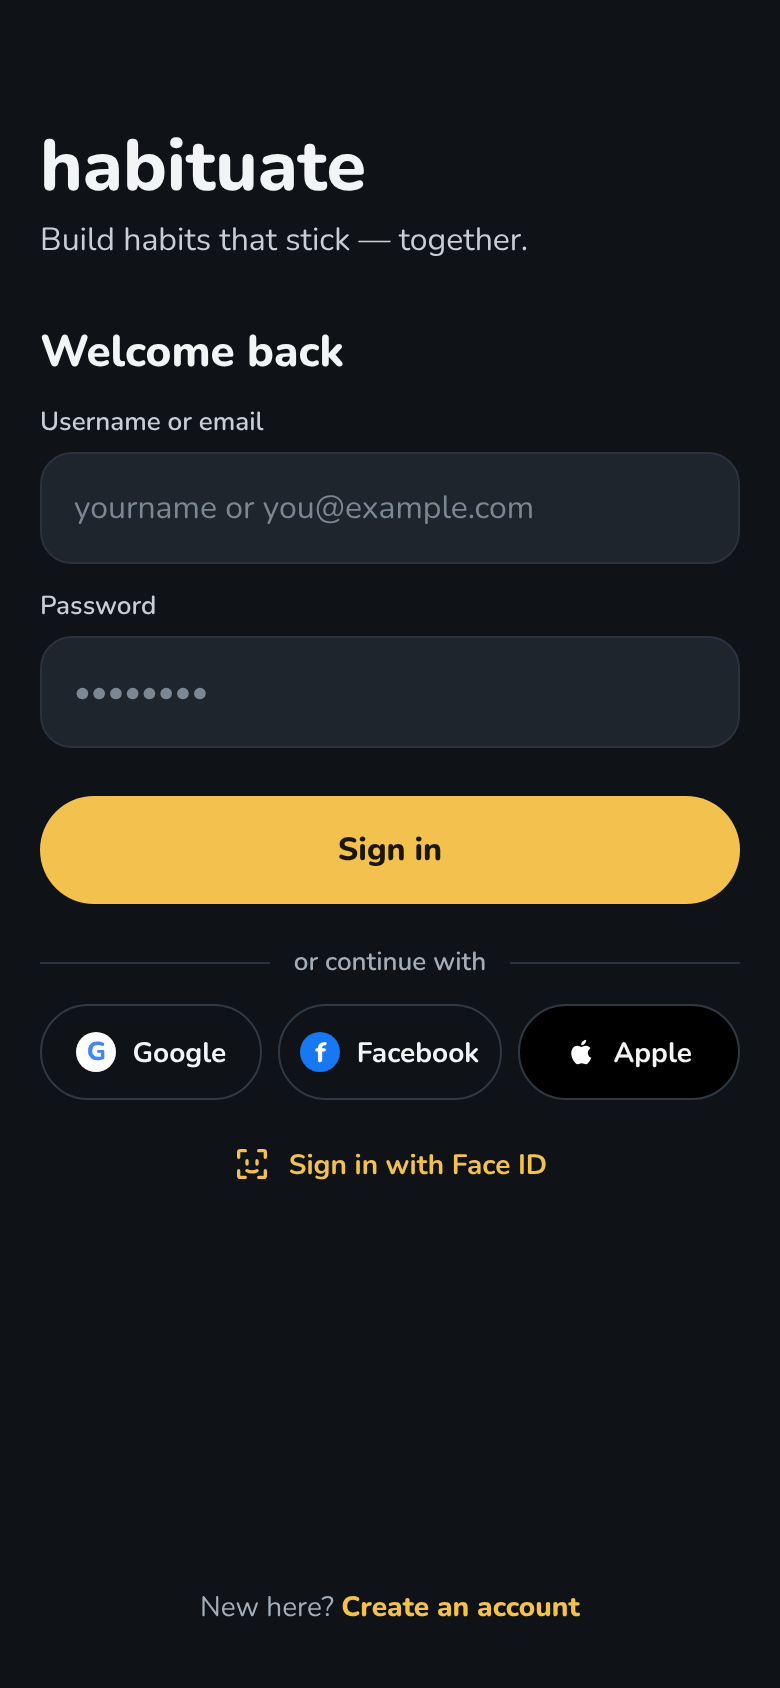 habituate
Build habits that stick — together.
Welcome back
Username or email
yourname or you@example.com
Password
••••••••
Sign in
or continue with
G Google
f Facebook
Apple
Sign in with Face ID
New here? Create an account